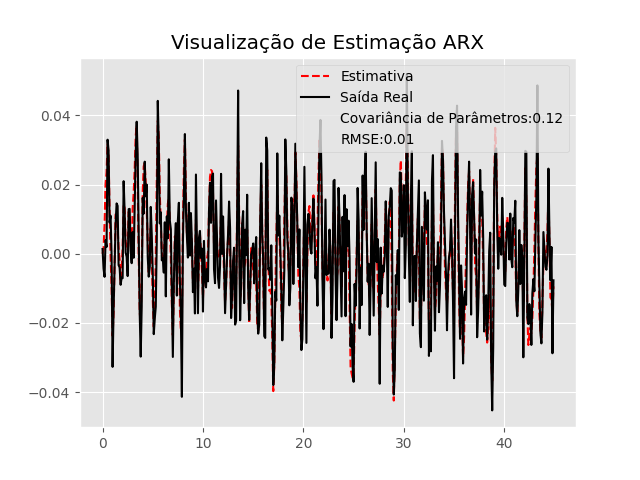 Visualização de Estimação ARX
Estimativa
Saída Real
Covariância de Parâmetros:0.12
RMSE:0.01
0.04
0.02
0.00
−0.02
−0.04
0
10
20
30
40